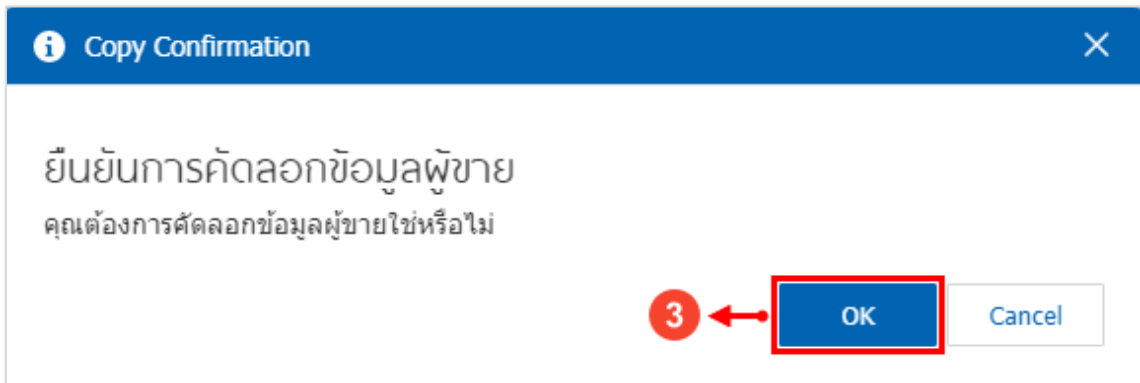 Copy Confirmation
ยืนยันการคัดลอกข้อมูลผู้ขาย
คุณต้องการคัดลอกข้อมูลผู้ขายใช่หรือไม่
3 OK Cancel